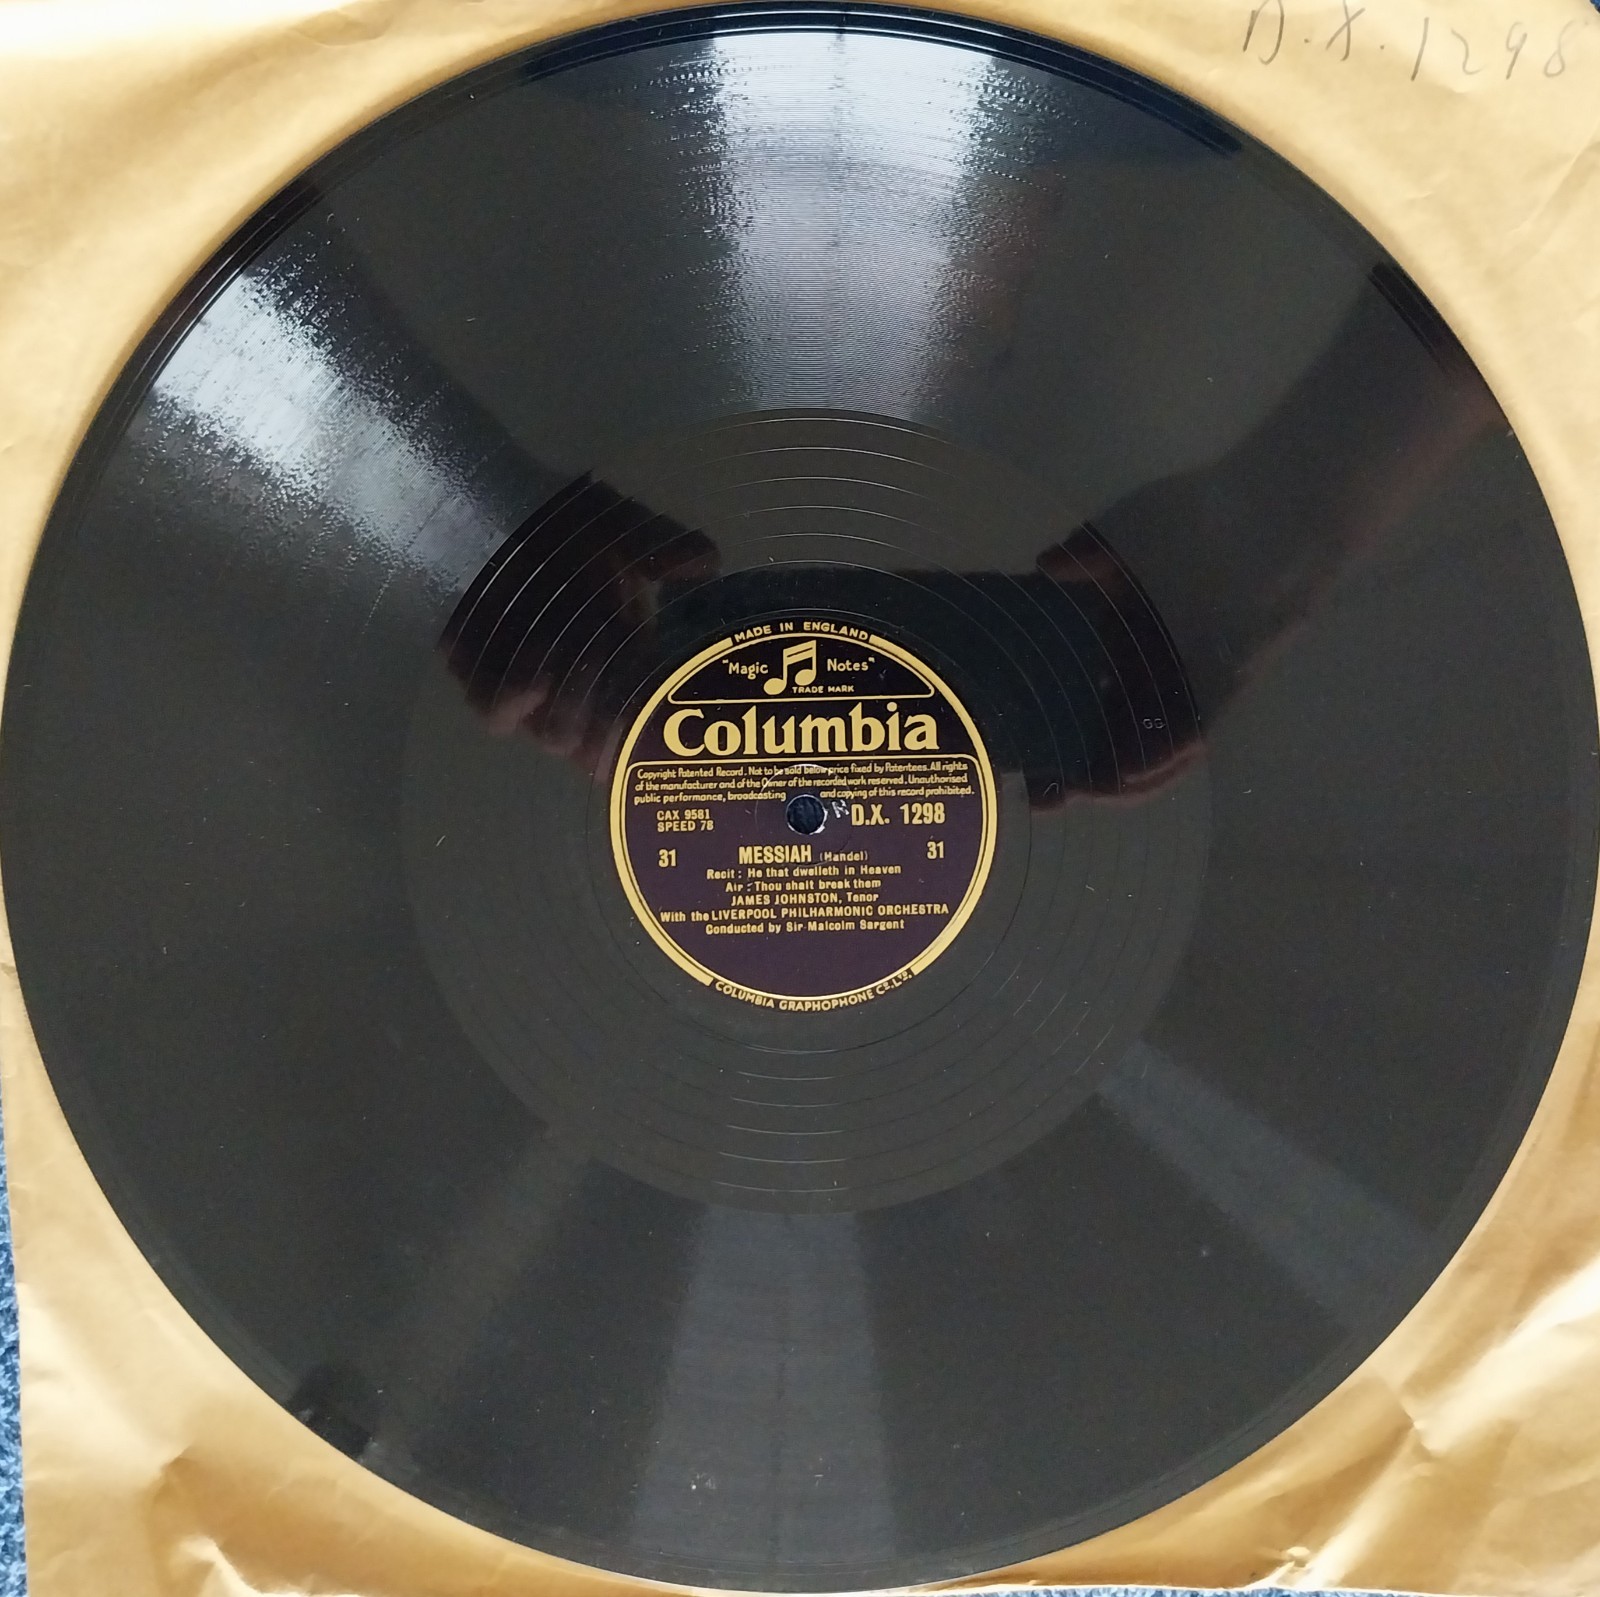 D.X. 1298
MADE IN ENGLAND
"Magic Notes"
TRADE MARK
Columbia
Copyright Patented Record. Not to be sold below price fixed by Patentees. All rights
of the manufacturer and of the Owner of the recorded work reserved. Unauthorised
public performance, broadcasting and copying of this record prohibited.
CAX 9581
SPEED 78
D.X. 1298
31 MESSIAH (Handel) 31
Recit : He that dwelleth in Heaven
Air : Thou shalt break them
JAMES JOHNSTON, Tenor
With the LIVERPOOL PHILHARMONIC ORCHESTRA
Conducted by Sir Malcolm Sargent
COLUMBIA GRAPHOPHONE CO. LTD.